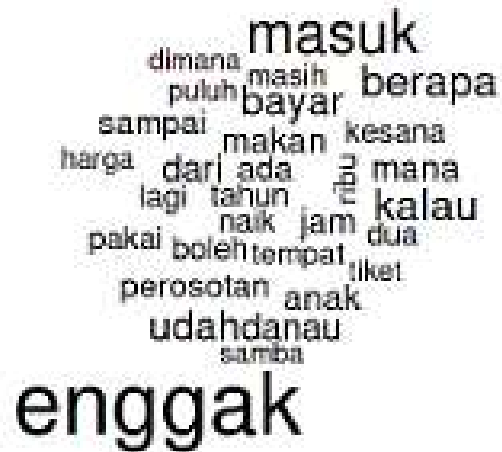 masuk
dimana
masih berapa
puluh bayar
sampai
makan kesana
harga
dari ada ribu mana
lagi tahun kalau
naik jam dua
pakai boleh tempat
tiket
perosotan anak
udah danau
samba
enggak